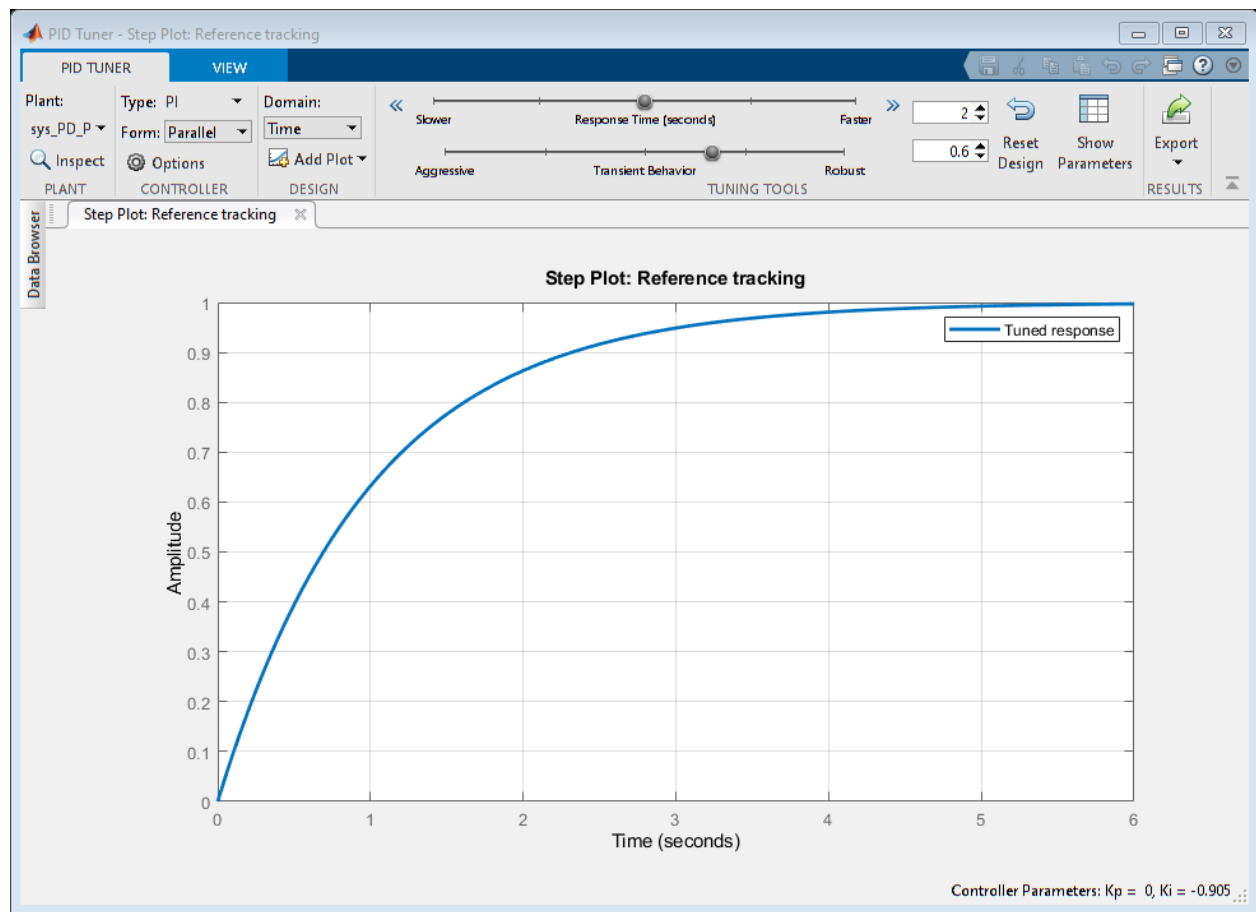 PID Tuner - Step Plot: Reference tracking
PID TUNER
VIEW
Plant:
sys_PD_P
Inspect
PLANT
Type: PI
Form: Parallel
Options
CONTROLLER
Domain:
Time
Add Plot
DESIGN
Slower
Response Time (seconds)
Faster
2
Aggressive
Transient Behavior
Robust
0.6
TUNING TOOLS
Reset
Design
Show
Parameters
Export
RESULTS
Data Browser
Step Plot: Reference tracking
Step Plot: Reference tracking
Tuned response
Amplitude
1
0.9
0.8
0.7
0.6
0.5
0.4
0.3
0.2
0.1
0
0 1 2 3 4 5 6
Time (seconds)
Controller Parameters: Kp = 0, Ki = -0.905